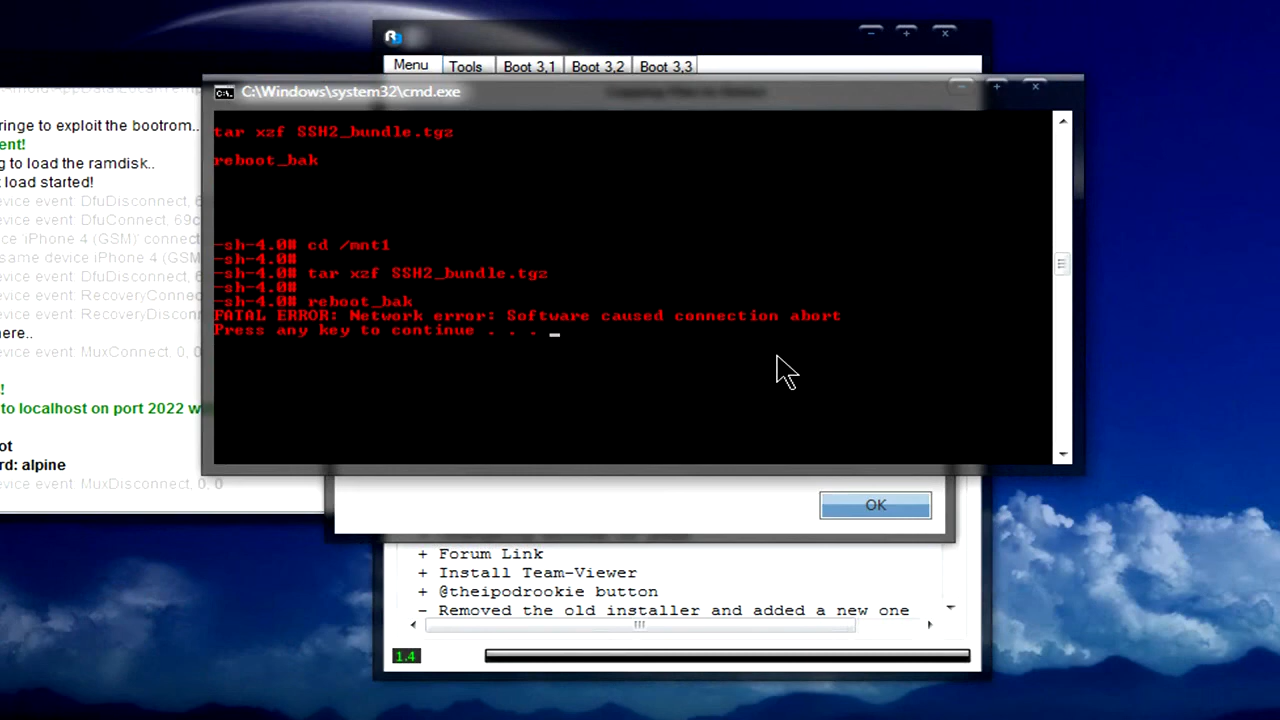 Menu
Tools
Boot 3,1
Boot 3,2
Boot 3,3
C:\Windows\system32\cmd.exe
tar xzf SSH2_bundle.tgz
reboot_bak
-sh-4.0# cd /mnt1
-sh-4.0#
-sh-4.0# tar xzf SSH2_bundle.tgz
-sh-4.0#
-sh-4.0# reboot_bak
FATAL ERROR: Network error: Software caused connection abort
Press any key to continue . . .
ringe to exploit the bootrom..
ent!
g to load the ramdisk..
t load started!
evice event: DfuDisconnect, 6
evice event: DfuConnect, 69c
ice 'iPhone 4 (GSM)' connect
same device iPhone 4 (GSM
evice event: DfuDisconnect, 6
evice event: RecoveryConnec
evice event: RecoveryDisconn
ere..
evice event: MuxConnect, 0, 0
!
to localhost on port 2022 w
ot
rd: alpine
evice event: MuxDisconnect, 0, 0
OK
+ Forum Link
+ Install Team-Viewer
+ @theipodrookie button
- Removed the old installer and added a new one
1.4